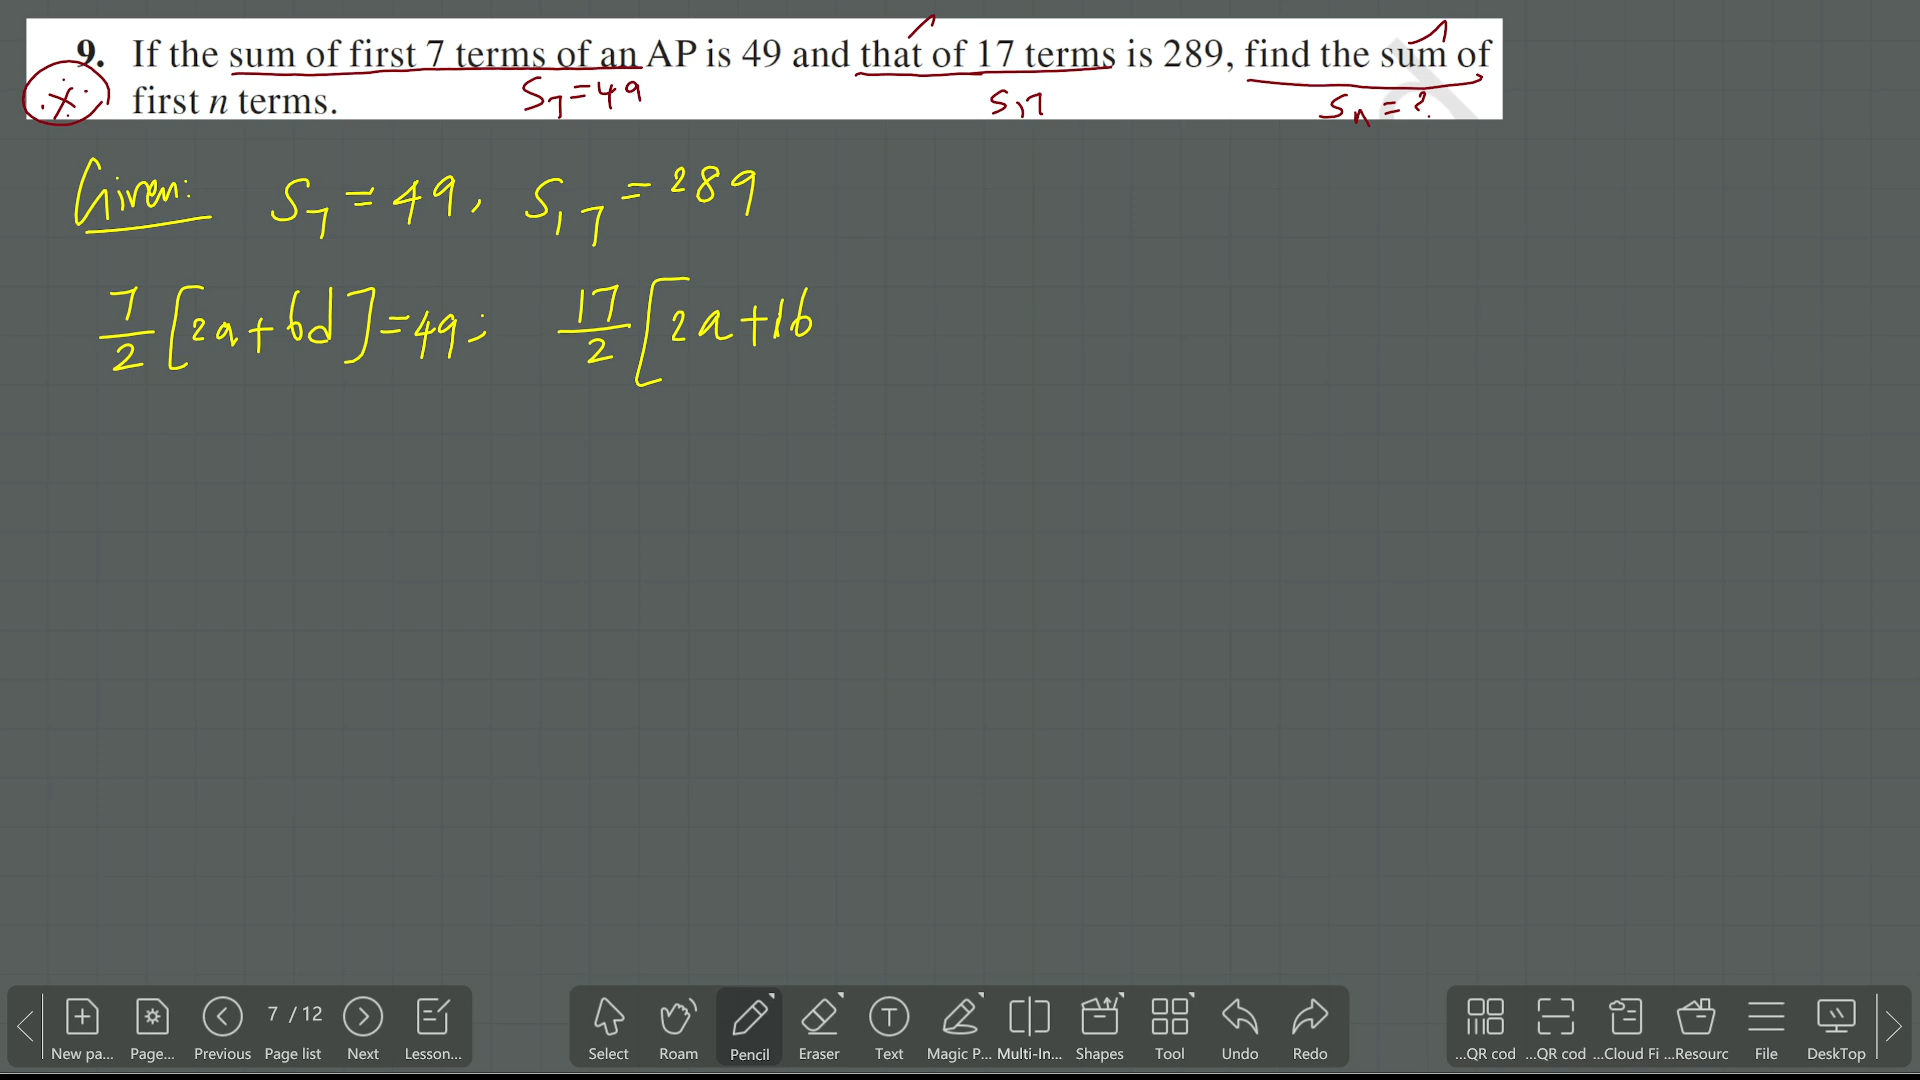 9. If the sum of first 7 terms of an AP is 49 and that of 17 terms is 289, find the sum of
first n terms.
S7=49
S17
Sn=?
Given: S7=49, S17=289
7/2[2a+6d]=49; 17/2[2a+16
7 / 12
New pa... Page... Previous Page list Next Lesson... Select Roam Pencil Eraser Text Magic P... Multi-In... Shapes Tool Undo Redo ...QR cod ...QR cod ...Cloud Fi ...Resourc File DeskTop